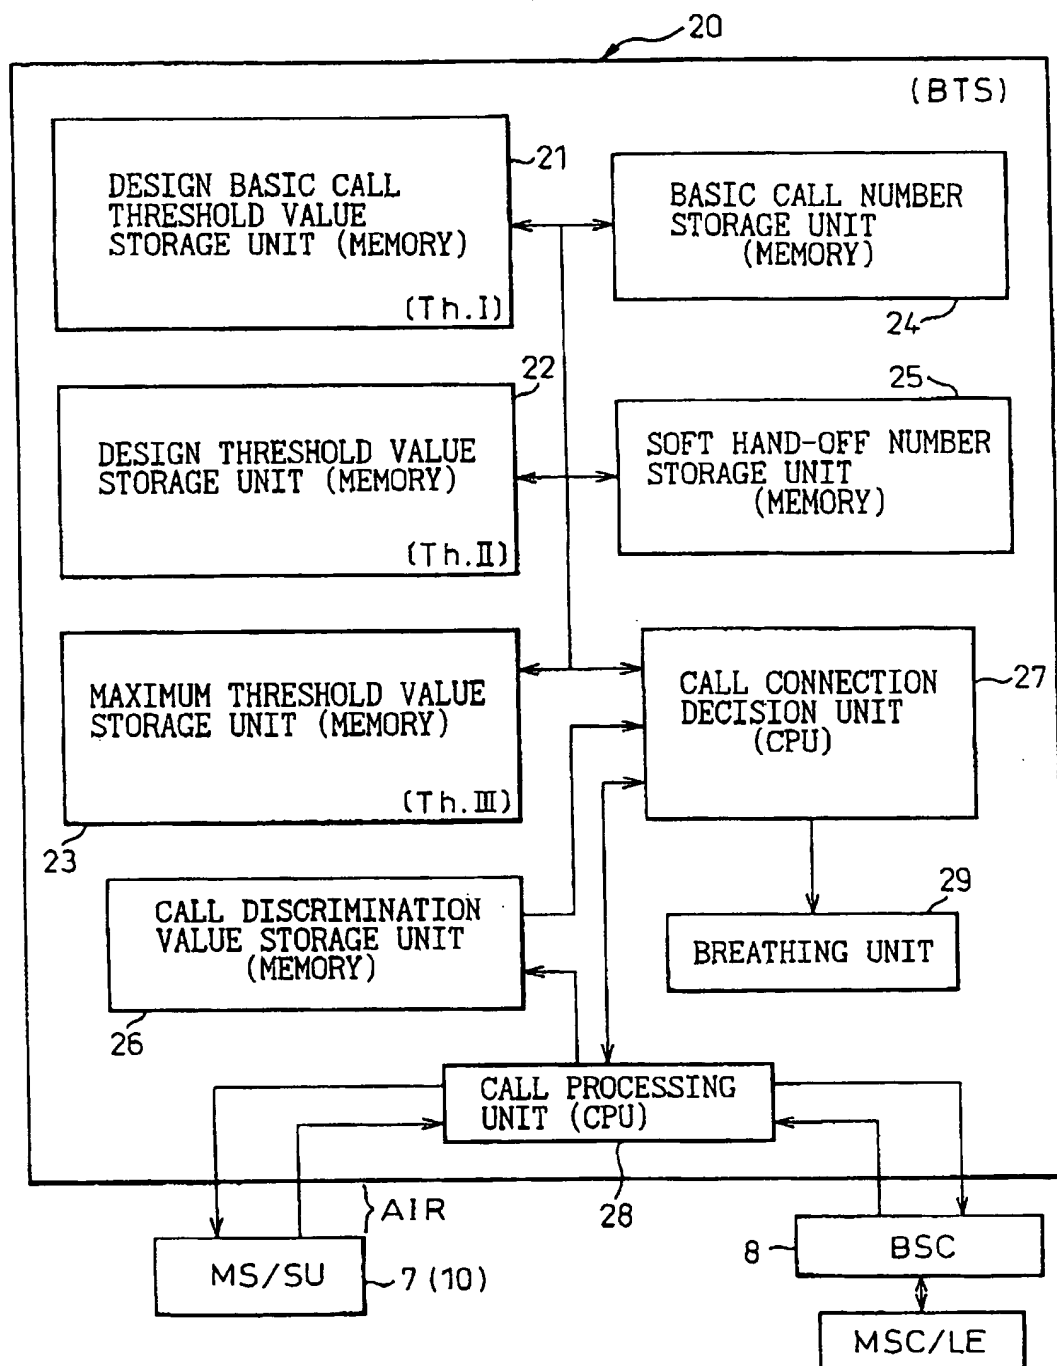 20
(BTS)
21
DESIGN BASIC CALL
THRESHOLD VALUE
STORAGE UNIT (MEMORY)
(Th.I)
BASIC CALL NUMBER
STORAGE UNIT
(MEMORY)
24
22
DESIGN THRESHOLD VALUE
STORAGE UNIT (MEMORY)
(Th.II)
25
SOFT HAND-OFF NUMBER
STORAGE UNIT
(MEMORY)
MAXIMUM THRESHOLD VALUE
STORAGE UNIT (MEMORY)
(Th.III)
23
CALL CONNECTION
DECISION UNIT
(CPU)
27
CALL DISCRIMINATION
VALUE STORAGE UNIT
(MEMORY)
26
29
BREATHING UNIT
CALL PROCESSING
UNIT (CPU)
28
AIR
MS/SU
7 (10)
8
BSC
MSC/LE